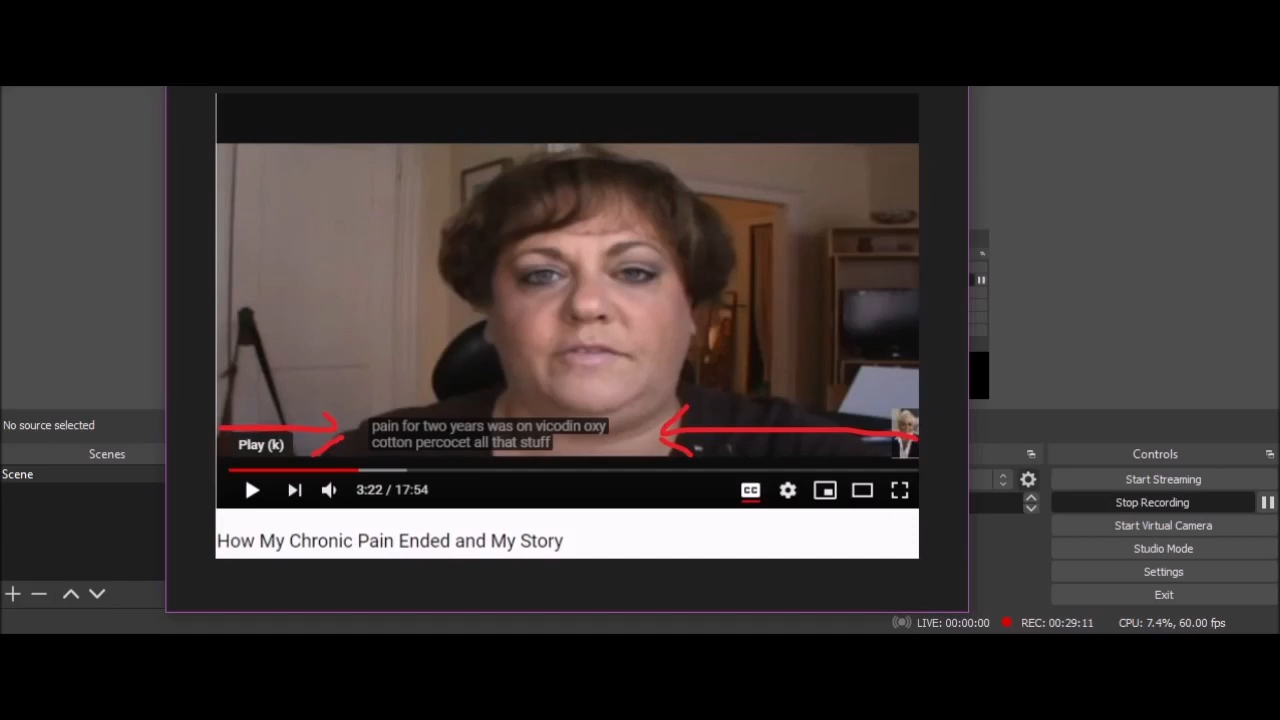 pain for two years was on vicodin oxy
cotton percocet all that stuff
Play (k)
3:22 / 17:54
CC
How My Chronic Pain Ended and My Story
No source selected
Scenes
Scene
Controls
Start Streaming
Stop Recording
Start Virtual Camera
Studio Mode
Settings
Exit
LIVE: 00:00:00
REC: 00:29:11
CPU: 7.4%, 60.00 fps